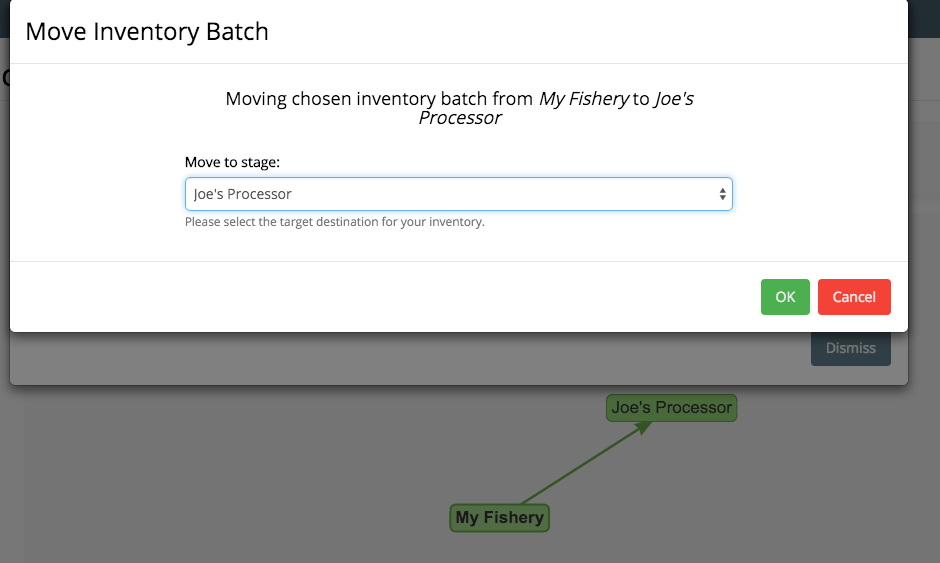 Move Inventory Batch
Moving chosen inventory batch from My Fishery to Joe's
Processor
Move to stage:
Joe's Processor
Please select the target destination for your inventory.
OK Cancel
Dismiss
Joe's Processor
My Fishery